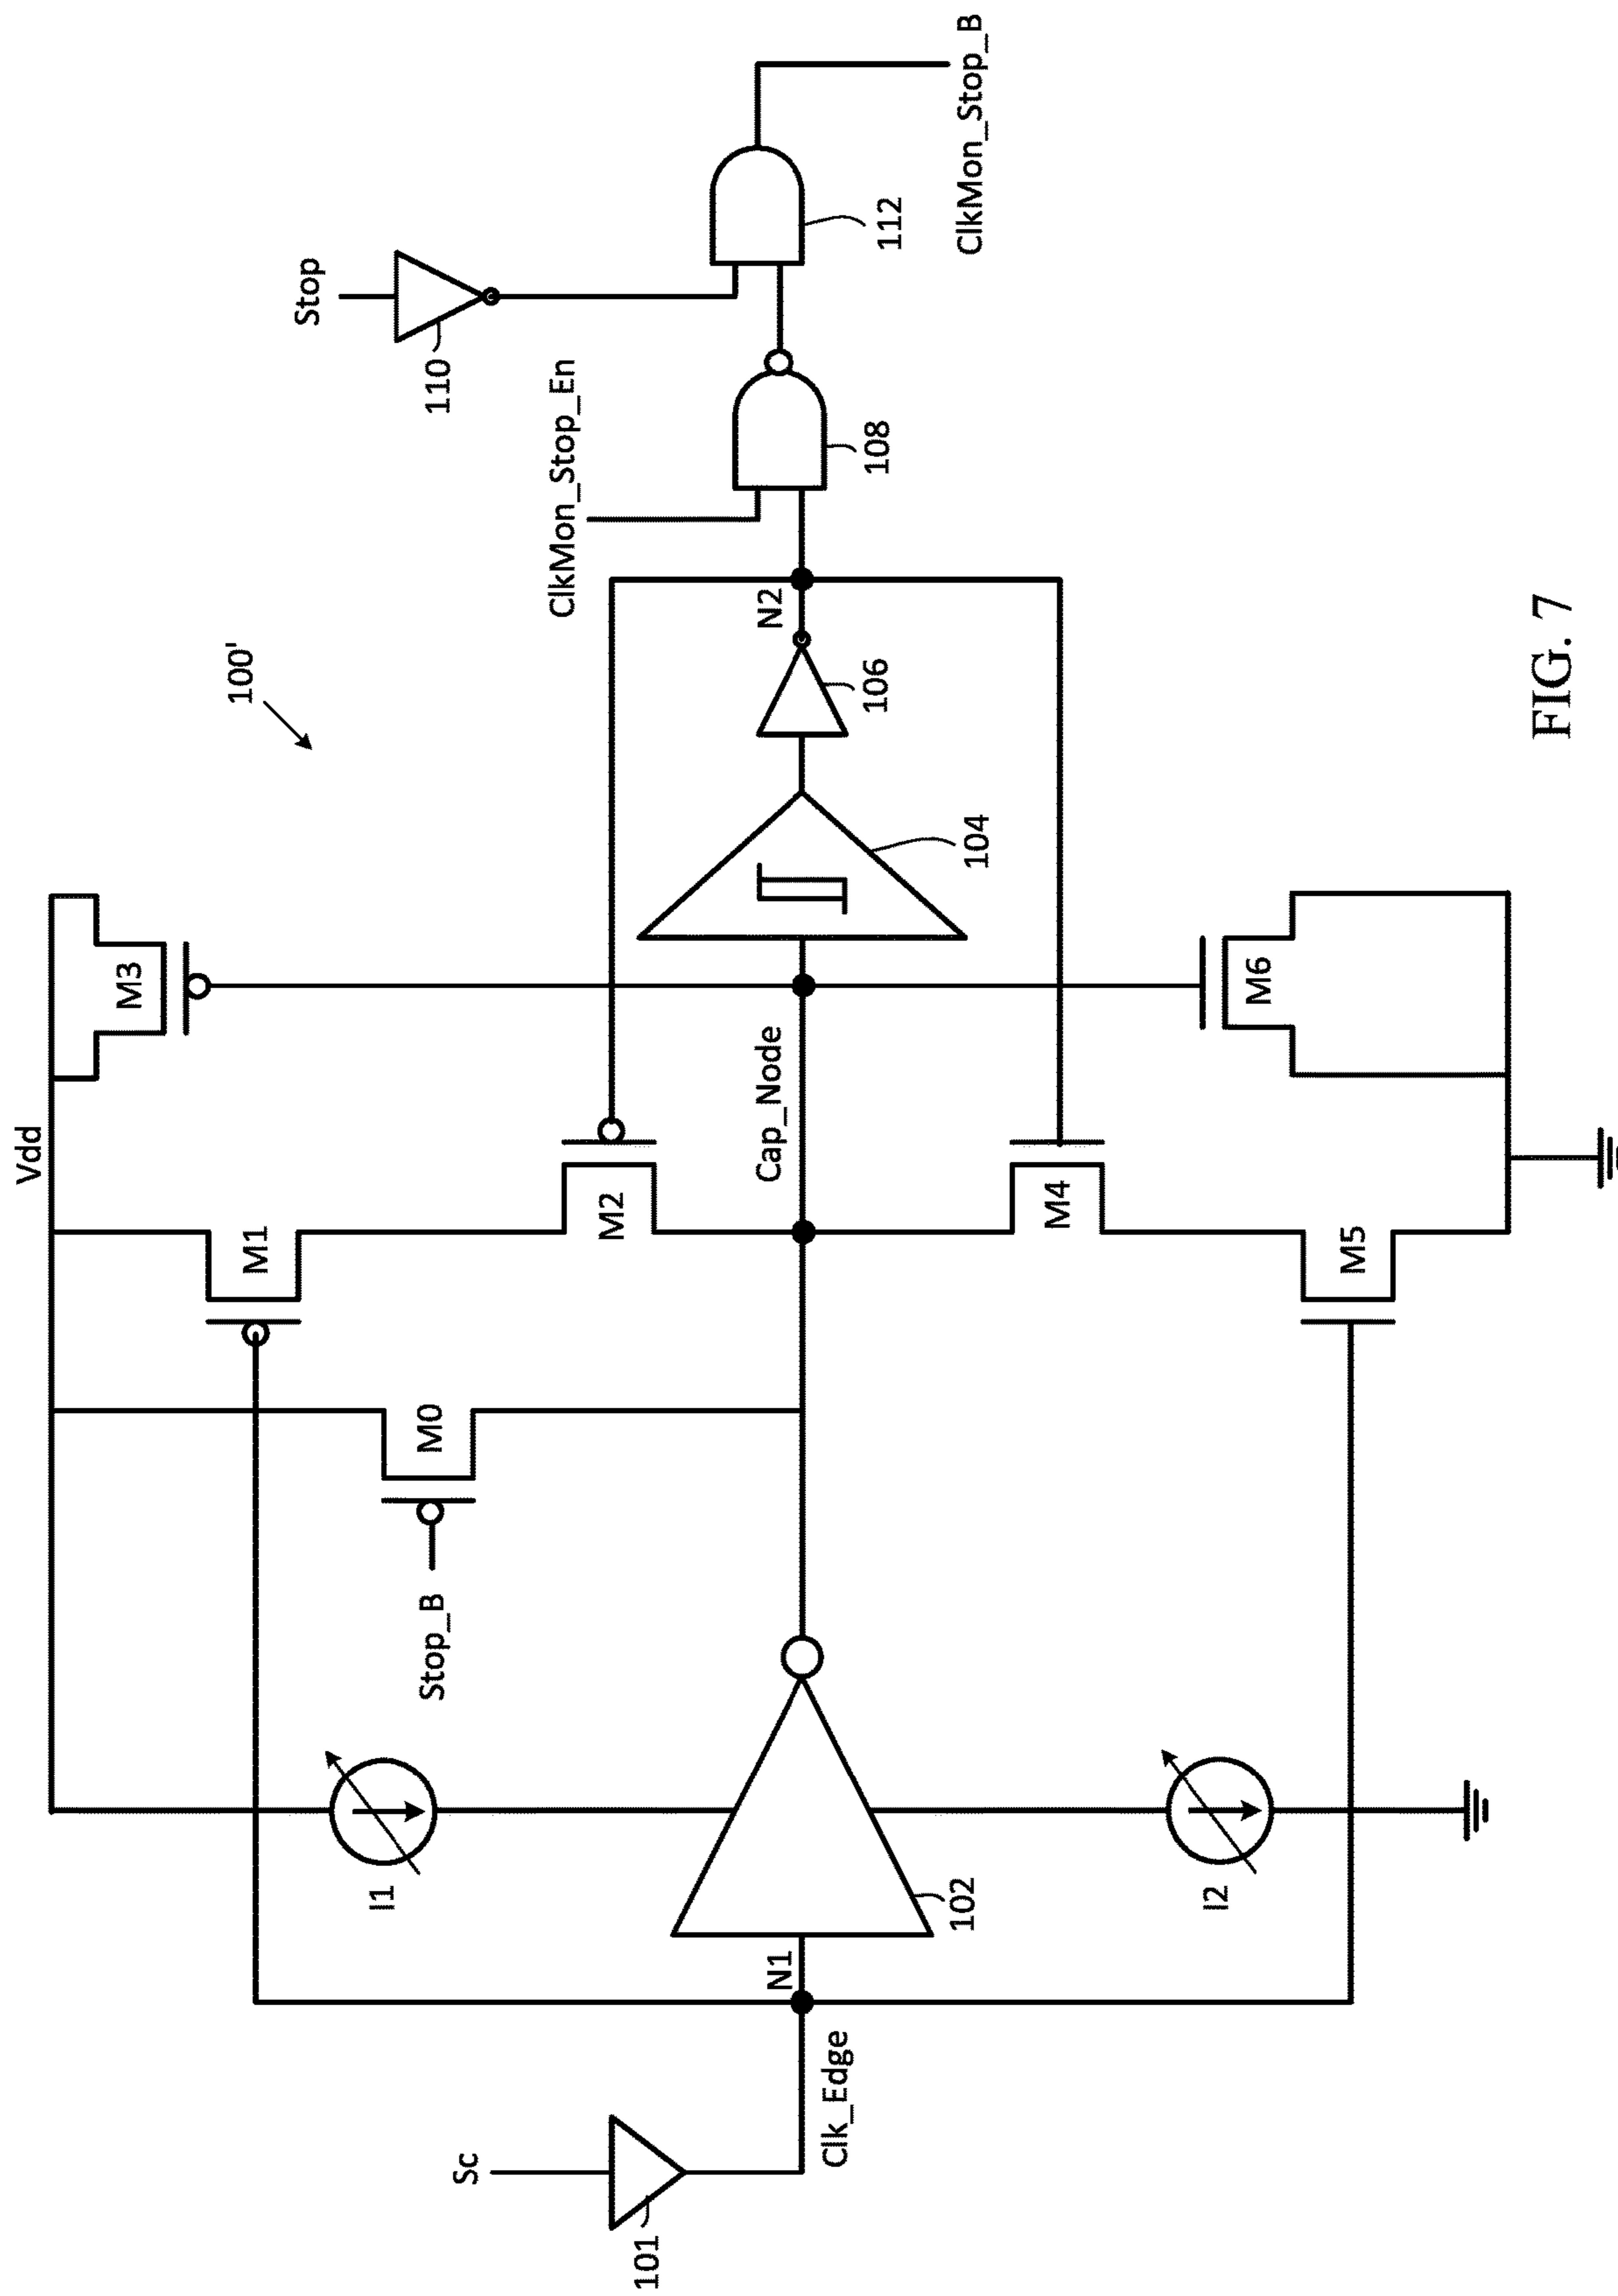 100'
Vdd
M3
M1
M2
M0
Stop_B
I1
Sc
101
Clk_Edge
N1
102
Cap_Node
104
106
N2
M4
M5
M6
I2
ClkMon_Stop_En
108
Stop
110
112
ClkMon_Stop_B
FIG. 7